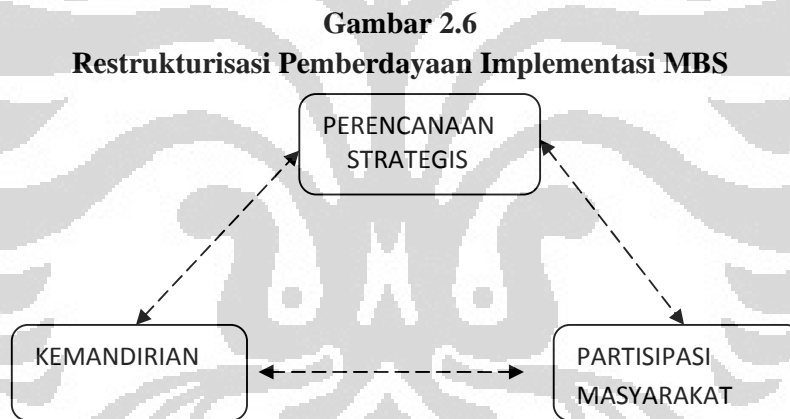 Gambar 2.6
Restrukturisasi Pemberdayaan Implementasi MBS
PERENCANAAN
STRATEGIS
KEMANDIRIAN
PARTISIPASI
MASYARAKAT